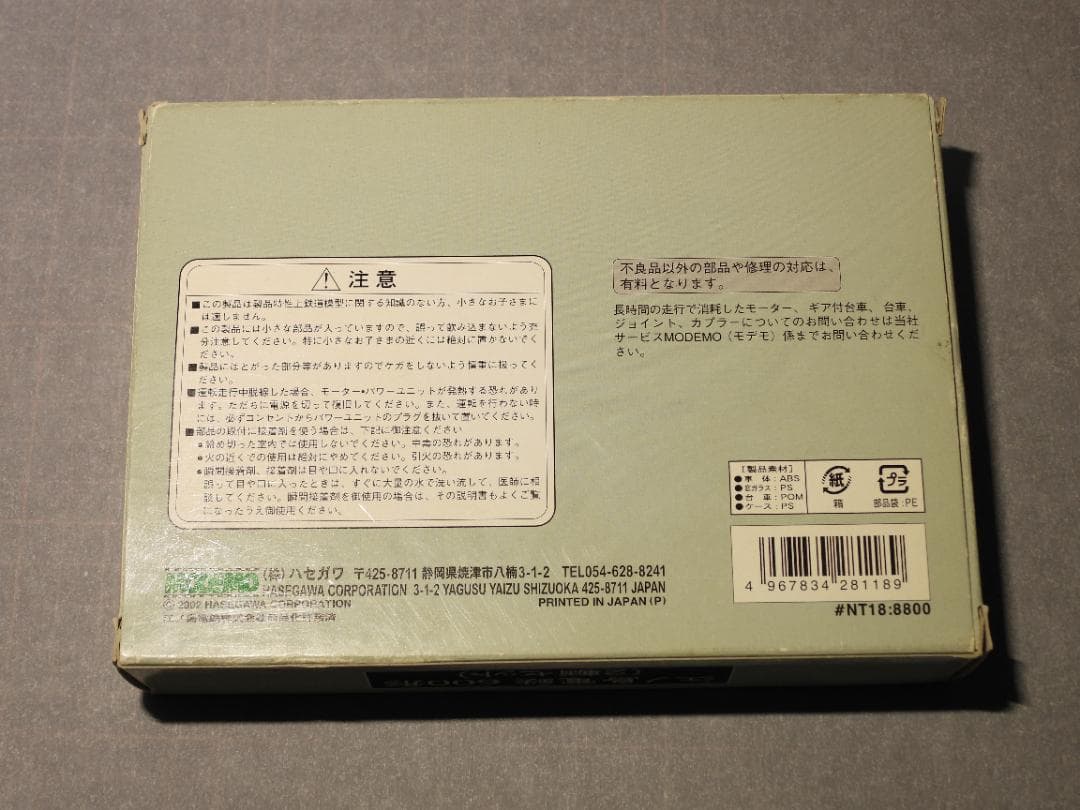 注意
■この製品は製品特性上鉄道模型に関する知識のない方、小さなお子さまに
は適しません。
■この製品には小さな部品が入っていますので、誤って飲み込まないよう充
分注意してください。特に小さなお子さまの近くには絶対に置かないでく
ださい。
■製品にはとがった部分等がありますのでケガをしないよう慎重に扱ってく
ださい。
■運転走行中脱線した場合、モーター•パワーユニットが発熱する恐れがあり
ます。ただちに電源を切って復旧してください。また、運転を行わない時
には、必ずコンセントからパワーユニットのプラグを抜いて置いてください。
■部品の取付に接着剤を使う場合は、下記に御注意ください
●締め切った室内では使用しないでください。中毒の恐れがあります。
●火の近くでの使用は絶対にやめてください。引火の恐れがあります。
●瞬間接着剤、接着剤は目や口に入れないでください。
誤って目や口に入ったときは、すぐに大量の水で洗い流して、医師に相
談してください。瞬間接着剤を御使用の場合は、その説明書もよくご覧
になったうえ御使用ください。
不良品以外の部品や修理の対応は、
有料となります。
長時間の走行で消耗したモーター、ギア付台車、台車、
ジョイント、カプラーについてのお問い合わせは当社
サービスMODEMO(モデモ)係までお問い合わせくだ
さい。
[製品素材]
●車体:ABS
●窓ガラス:PS
●台車:POM
●ケース:PS
紙
箱
プラ
部品袋:PE
4 967834 281189
#NT18:8800
MODEMO (株)ハセガワ 〒425-8711 静岡県焼津市八楠3-1-2 TEL054-628-8241
HASEGAWA CORPORATION 3-1-2 YAGUSU YAIZU SHIZUOKA 425-8711 JAPAN
© 2002 HASEGAWA CORPORATION PRINTED IN JAPAN (P)
江ノ島電鉄株式会社商品化許諾済